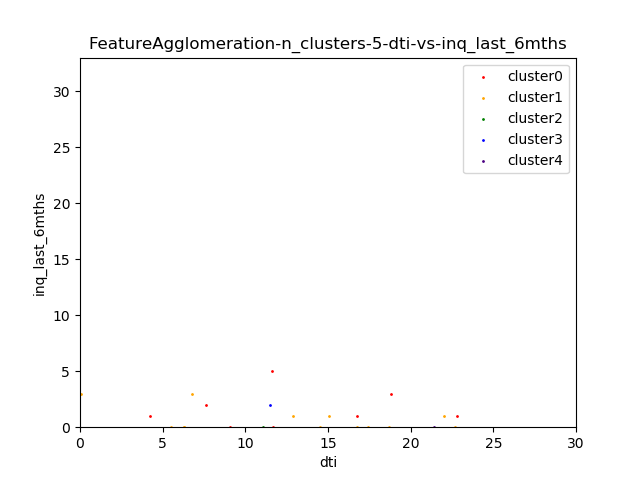 FeatureAgglomeration-n_clusters-5-dti-vs-inq_last_6mths
cluster0
cluster1
cluster2
cluster3
cluster4
30
25
20
15
10
5
0
inq_last_6mths
0 5 10 15 20 25 30
dti